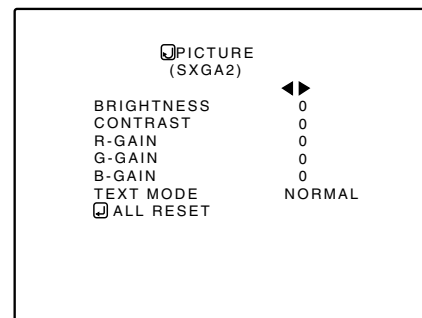 PICTURE
(SXGA2)
BRIGHTNESS 0
CONTRAST 0
R-GAIN 0
G-GAIN 0
B-GAIN 0
TEXT MODE NORMAL
ALL RESET